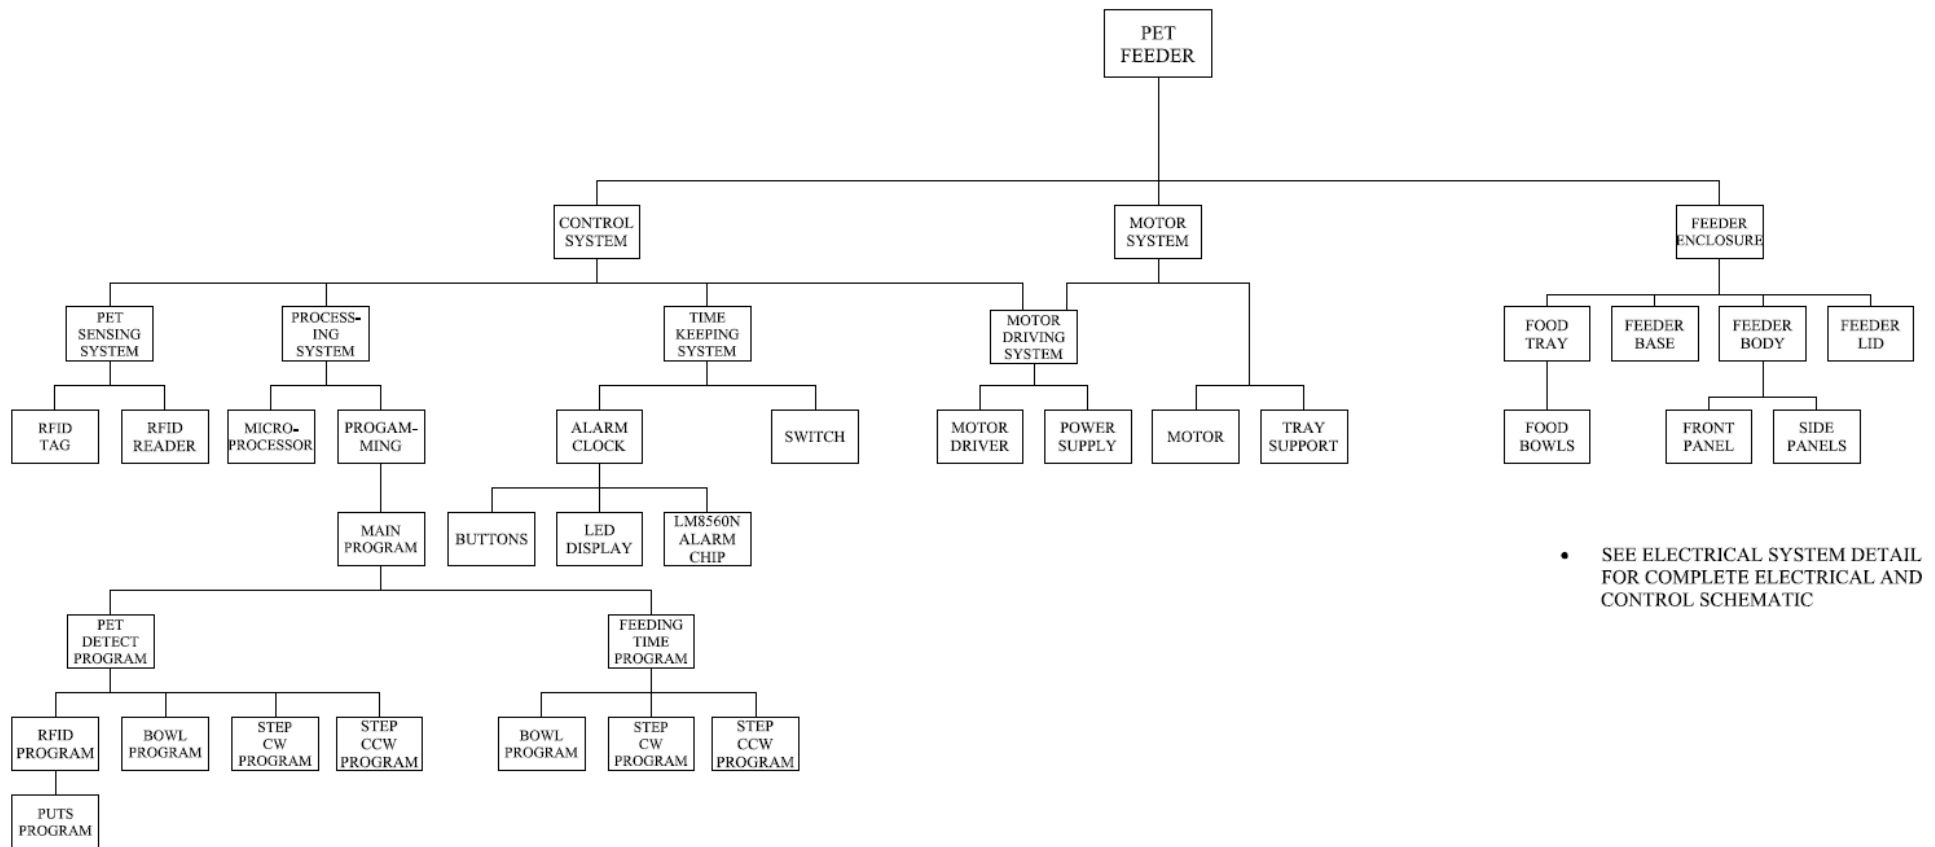 PET
FEEDER
CONTROL
SYSTEM
MOTOR
SYSTEM
FEEDER
ENCLOSURE
PET
SENSING
SYSTEM
PROCESS-
ING
SYSTEM
TIME
KEEPING
SYSTEM
MOTOR
DRIVING
SYSTEM
FOOD
TRAY
FEEDER
BASE
FEEDER
BODY
FEEDER
LID
RFID
TAG
RFID
READER
MICRO-
PROCESSOR
PROGAM-
MING
ALARM
CLOCK
SWITCH
MOTOR
DRIVER
POWER
SUPPLY
MOTOR
TRAY
SUPPORT
FOOD
BOWLS
FRONT
PANEL
SIDE
PANELS
MAIN
PROGRAM
BUTTONS
LED
DISPLAY
LM8560N
ALARM
CHIP
• SEE ELECTRICAL SYSTEM DETAIL
FOR COMPLETE ELECTRICAL AND
CONTROL SCHEMATIC
PET
DETECT
PROGRAM
FEEDING
TIME
PROGRAM
RFID
PROGRAM
BOWL
PROGRAM
STEP
CW
PROGRAM
STEP
CCW
PROGRAM
BOWL
PROGRAM
STEP
CW
PROGRAM
STEP
CCW
PROGRAM
PUTS
PROGRAM